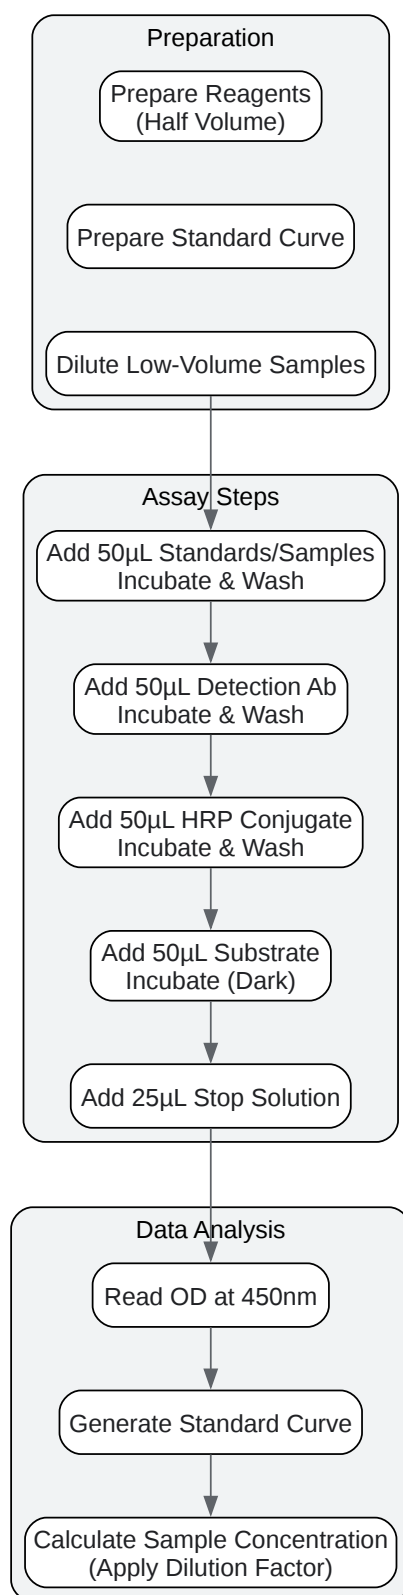 Preparation
Prepare Reagents
(Half Volume)
Prepare Standard Curve
Dilute Low-Volume Samples
Assay Steps
Add 50µL Standards/Samples
Incubate & Wash
Add 50µL Detection Ab
Incubate & Wash
Add 50µL HRP Conjugate
Incubate & Wash
Add 50µL Substrate
Incubate (Dark)
Add 25µL Stop Solution
Data Analysis
Read OD at 450nm
Generate Standard Curve
Calculate Sample Concentration
(Apply Dilution Factor)